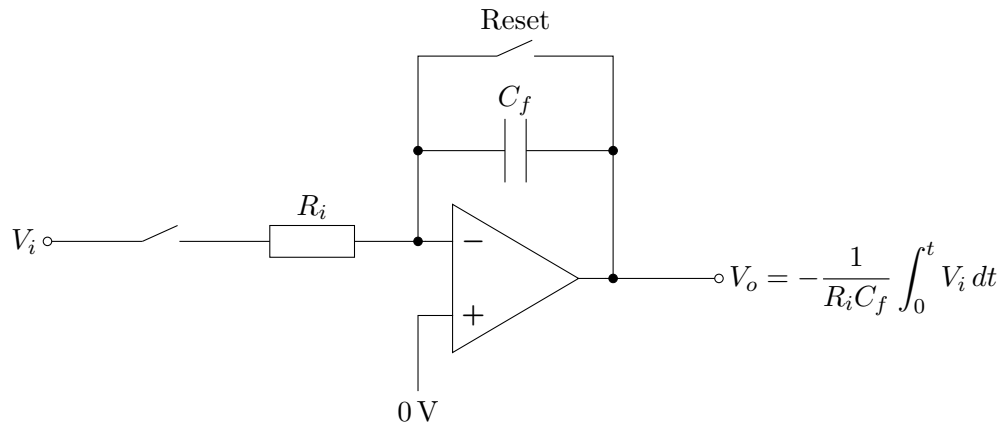 Reset
C_f
R_i
V_i
−
+
V_o = -\frac{1}{R_i C_f} \int_0^t V_i \, dt
0 V